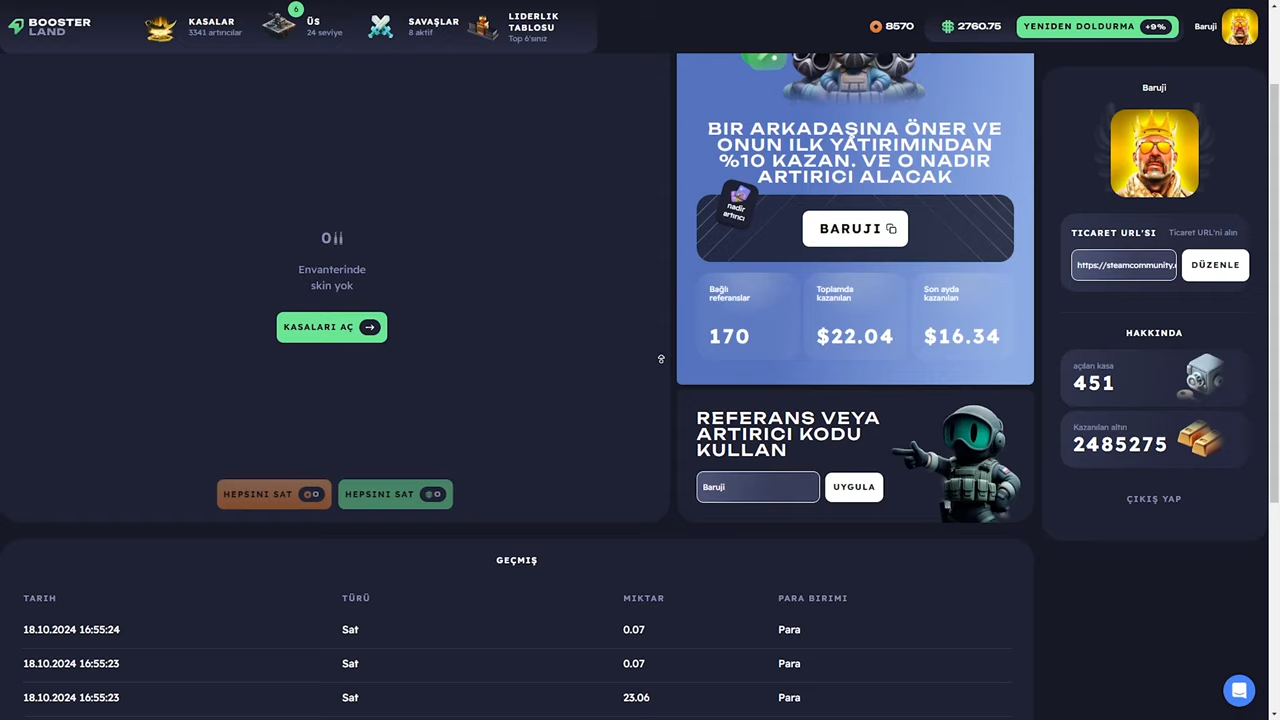 BOOSTER
LAND
KASALAR
3341 artırıcılar
6
ÜS
24 seviye
SAVAŞLAR
8 aktif
LIDERLIK
TABLOSU
Top 6'sınız
8570
2760.75
YENIDEN DOLDURMA +9%
Baruji
0
Envanterinde
skin yok
KASALARI AÇ
HEPSINI SAT 0
HEPSINI SAT 0
BIR ARKADAŞINA ÖNER VE
ONUN ILK YATIRIMINDAN
%10 KAZAN. VE O NADIR
ARTIRICI ALACAK
nadir
artırıcı
BARUJI
Bağlı
referanslar
170
Toplamda
kazanılan
$22.04
Son ayda
kazanılan
$16.34
REFERANS VEYA
ARTIRICI KODU
KULLAN
Baruji
UYGULA
Baruji
TICARET URL'SI Ticaret URL'ni alın
https://steamcommunity.
DÜZENLE
HAKKINDA
açılan kasa
451
Kazanılan altın
2485275
ÇIKIŞ YAP
GEÇMIŞ
TARIH TÜRÜ MIKTAR PARA BIRIMI
18.10.2024 16:55:24 Sat 0.07 Para
18.10.2024 16:55:23 Sat 0.07 Para
18.10.2024 16:55:23 Sat 23.06 Para